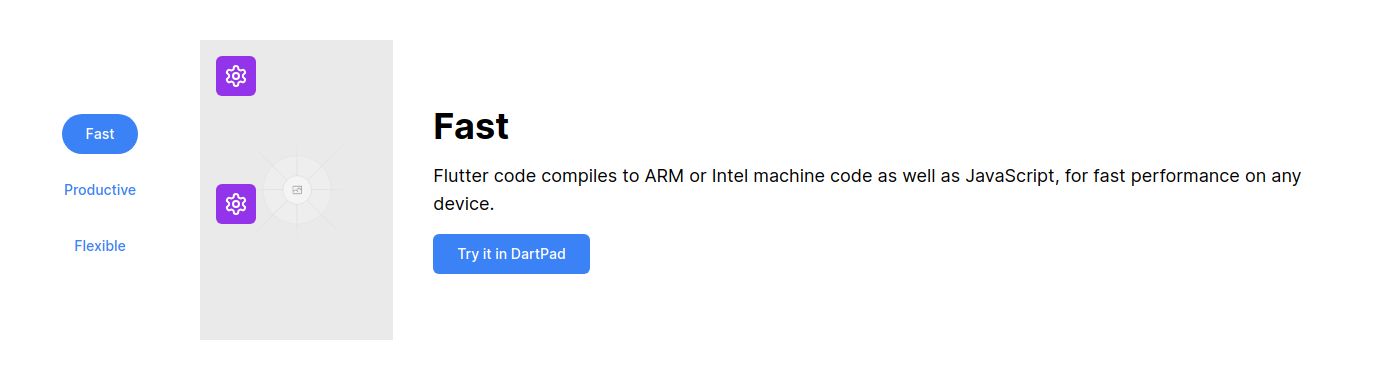 Fast
Productive
Flexible
Fast
Flutter code compiles to ARM or Intel machine code as well as JavaScript, for fast performance on any
device.
Try it in DartPad